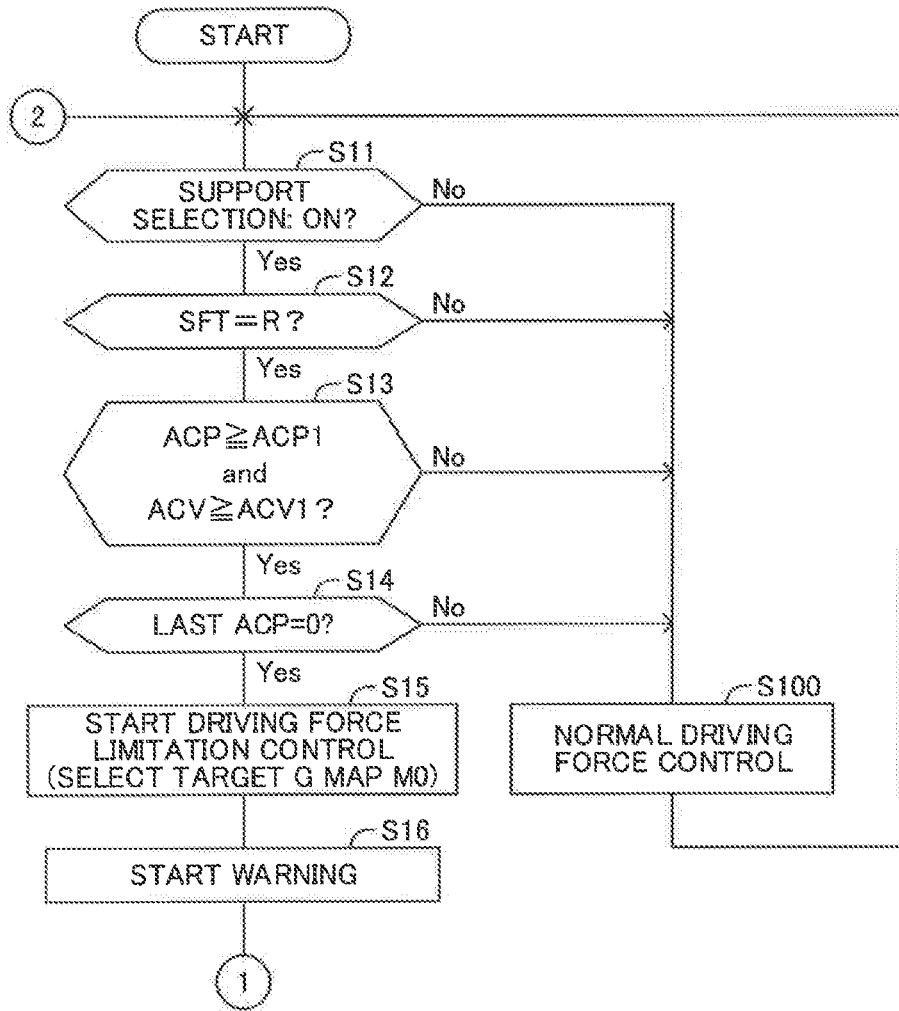 START
2
S11
SUPPORT
SELECTION: ON?
No
Yes
S12
SFT=R?
No
Yes
S13
ACP≧ACP1
and
ACV≧ACV1?
No
Yes
S14
LAST ACP=0?
No
Yes
S15
START DRIVING FORCE
LIMITATION CONTROL
(SELECT TARGET G MAP M0)
S100
NORMAL DRIVING
FORCE CONTROL
S16
START WARNING
1